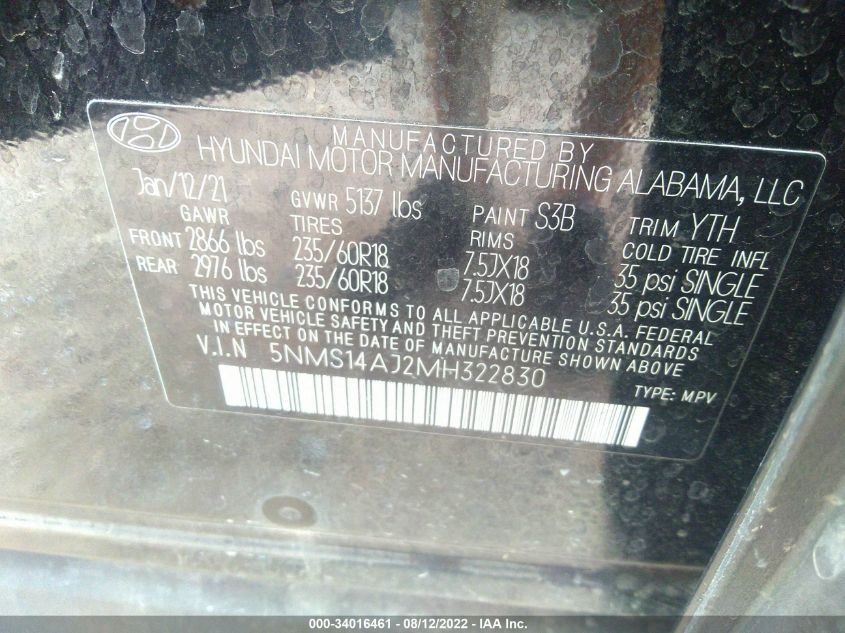 MANUFACTURED BY
HYUNDAI MOTOR MANUFACTURING ALABAMA, LLC
Jan/12/21 GVWR 5137 lbs PAINT S3B TRIM YTH
GAWR TIRES RIMS COLD TIRE INFL
FRONT 2866 lbs 235/60R18 7.5JX18 35 psi SINGLE
REAR 2976 lbs 235/60R18 7.5JX18 35 psi SINGLE
THIS VEHICLE CONFORMS TO ALL APPLICABLE U.S.A. FEDERAL
MOTOR VEHICLE SAFETY AND THEFT PREVENTION STANDARDS
IN EFFECT ON THE DATE OF MANUFACTURE SHOWN ABOVE
V.I.N 5NMS14AJ2MH322830
TYPE: MPV
000-34016461 - 08/12/2022 - IAA Inc.